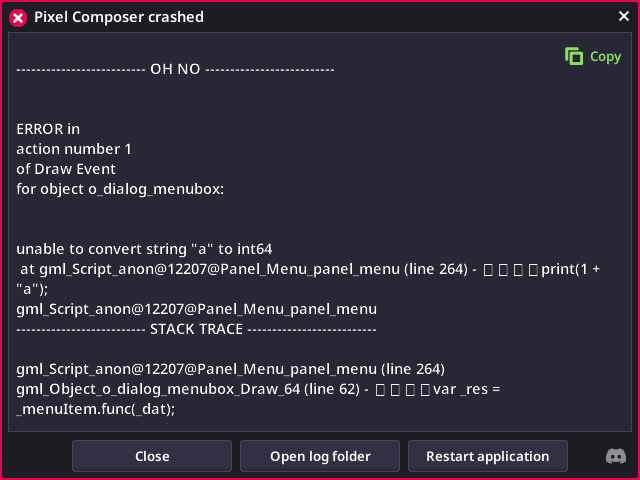 Pixel Composer crashed
Copy
-------------------------- OH NO --------------------------
ERROR in
action number 1
of Draw Event
for object o_dialog_menubox:
unable to convert string "a" to int64
at gml_Script_anon@12207@Panel_Menu_panel_menu (line 264) - □ □ □ □print(1 +
"a");
gml_Script_anon@12207@Panel_Menu_panel_menu
-------------------------- STACK TRACE --------------------------
gml_Script_anon@12207@Panel_Menu_panel_menu (line 264)
gml_Object_o_dialog_menubox_Draw_64 (line 62) - □ □ □ □var _res =
_menuItem.func(_dat);
Close
Open log folder
Restart application